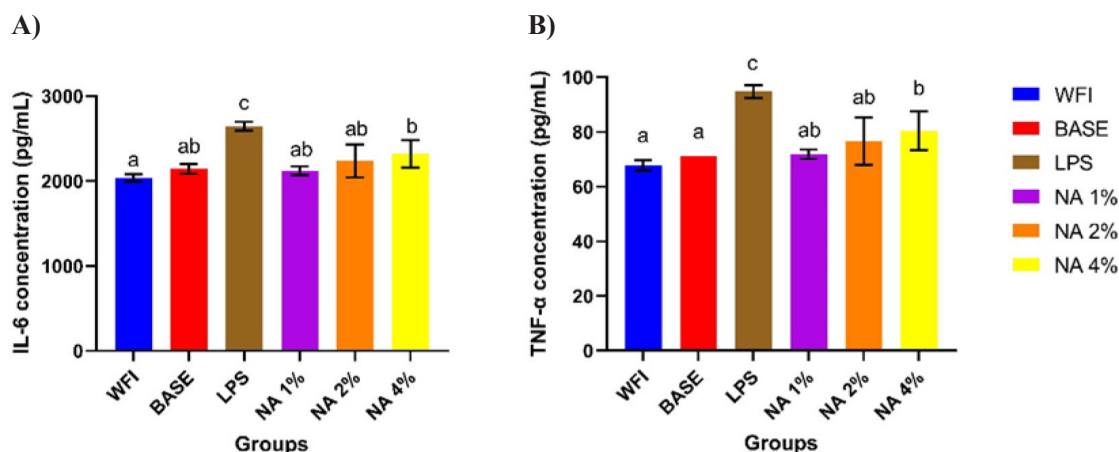 A)
IL-6 concentration (pg/mL)
3000
2000
1000
0
a
ab
c
ab
ab
b
WFI
BASE
LPS
NA 1%
NA 2%
NA 4%
Groups
B)
TNF-α concentration (pg/mL)
100
80
60
40
20
0
a
a
c
ab
ab
b
WFI
BASE
LPS
NA 1%
NA 2%
NA 4%
Groups
WFI
BASE
LPS
NA 1%
NA 2%
NA 4%